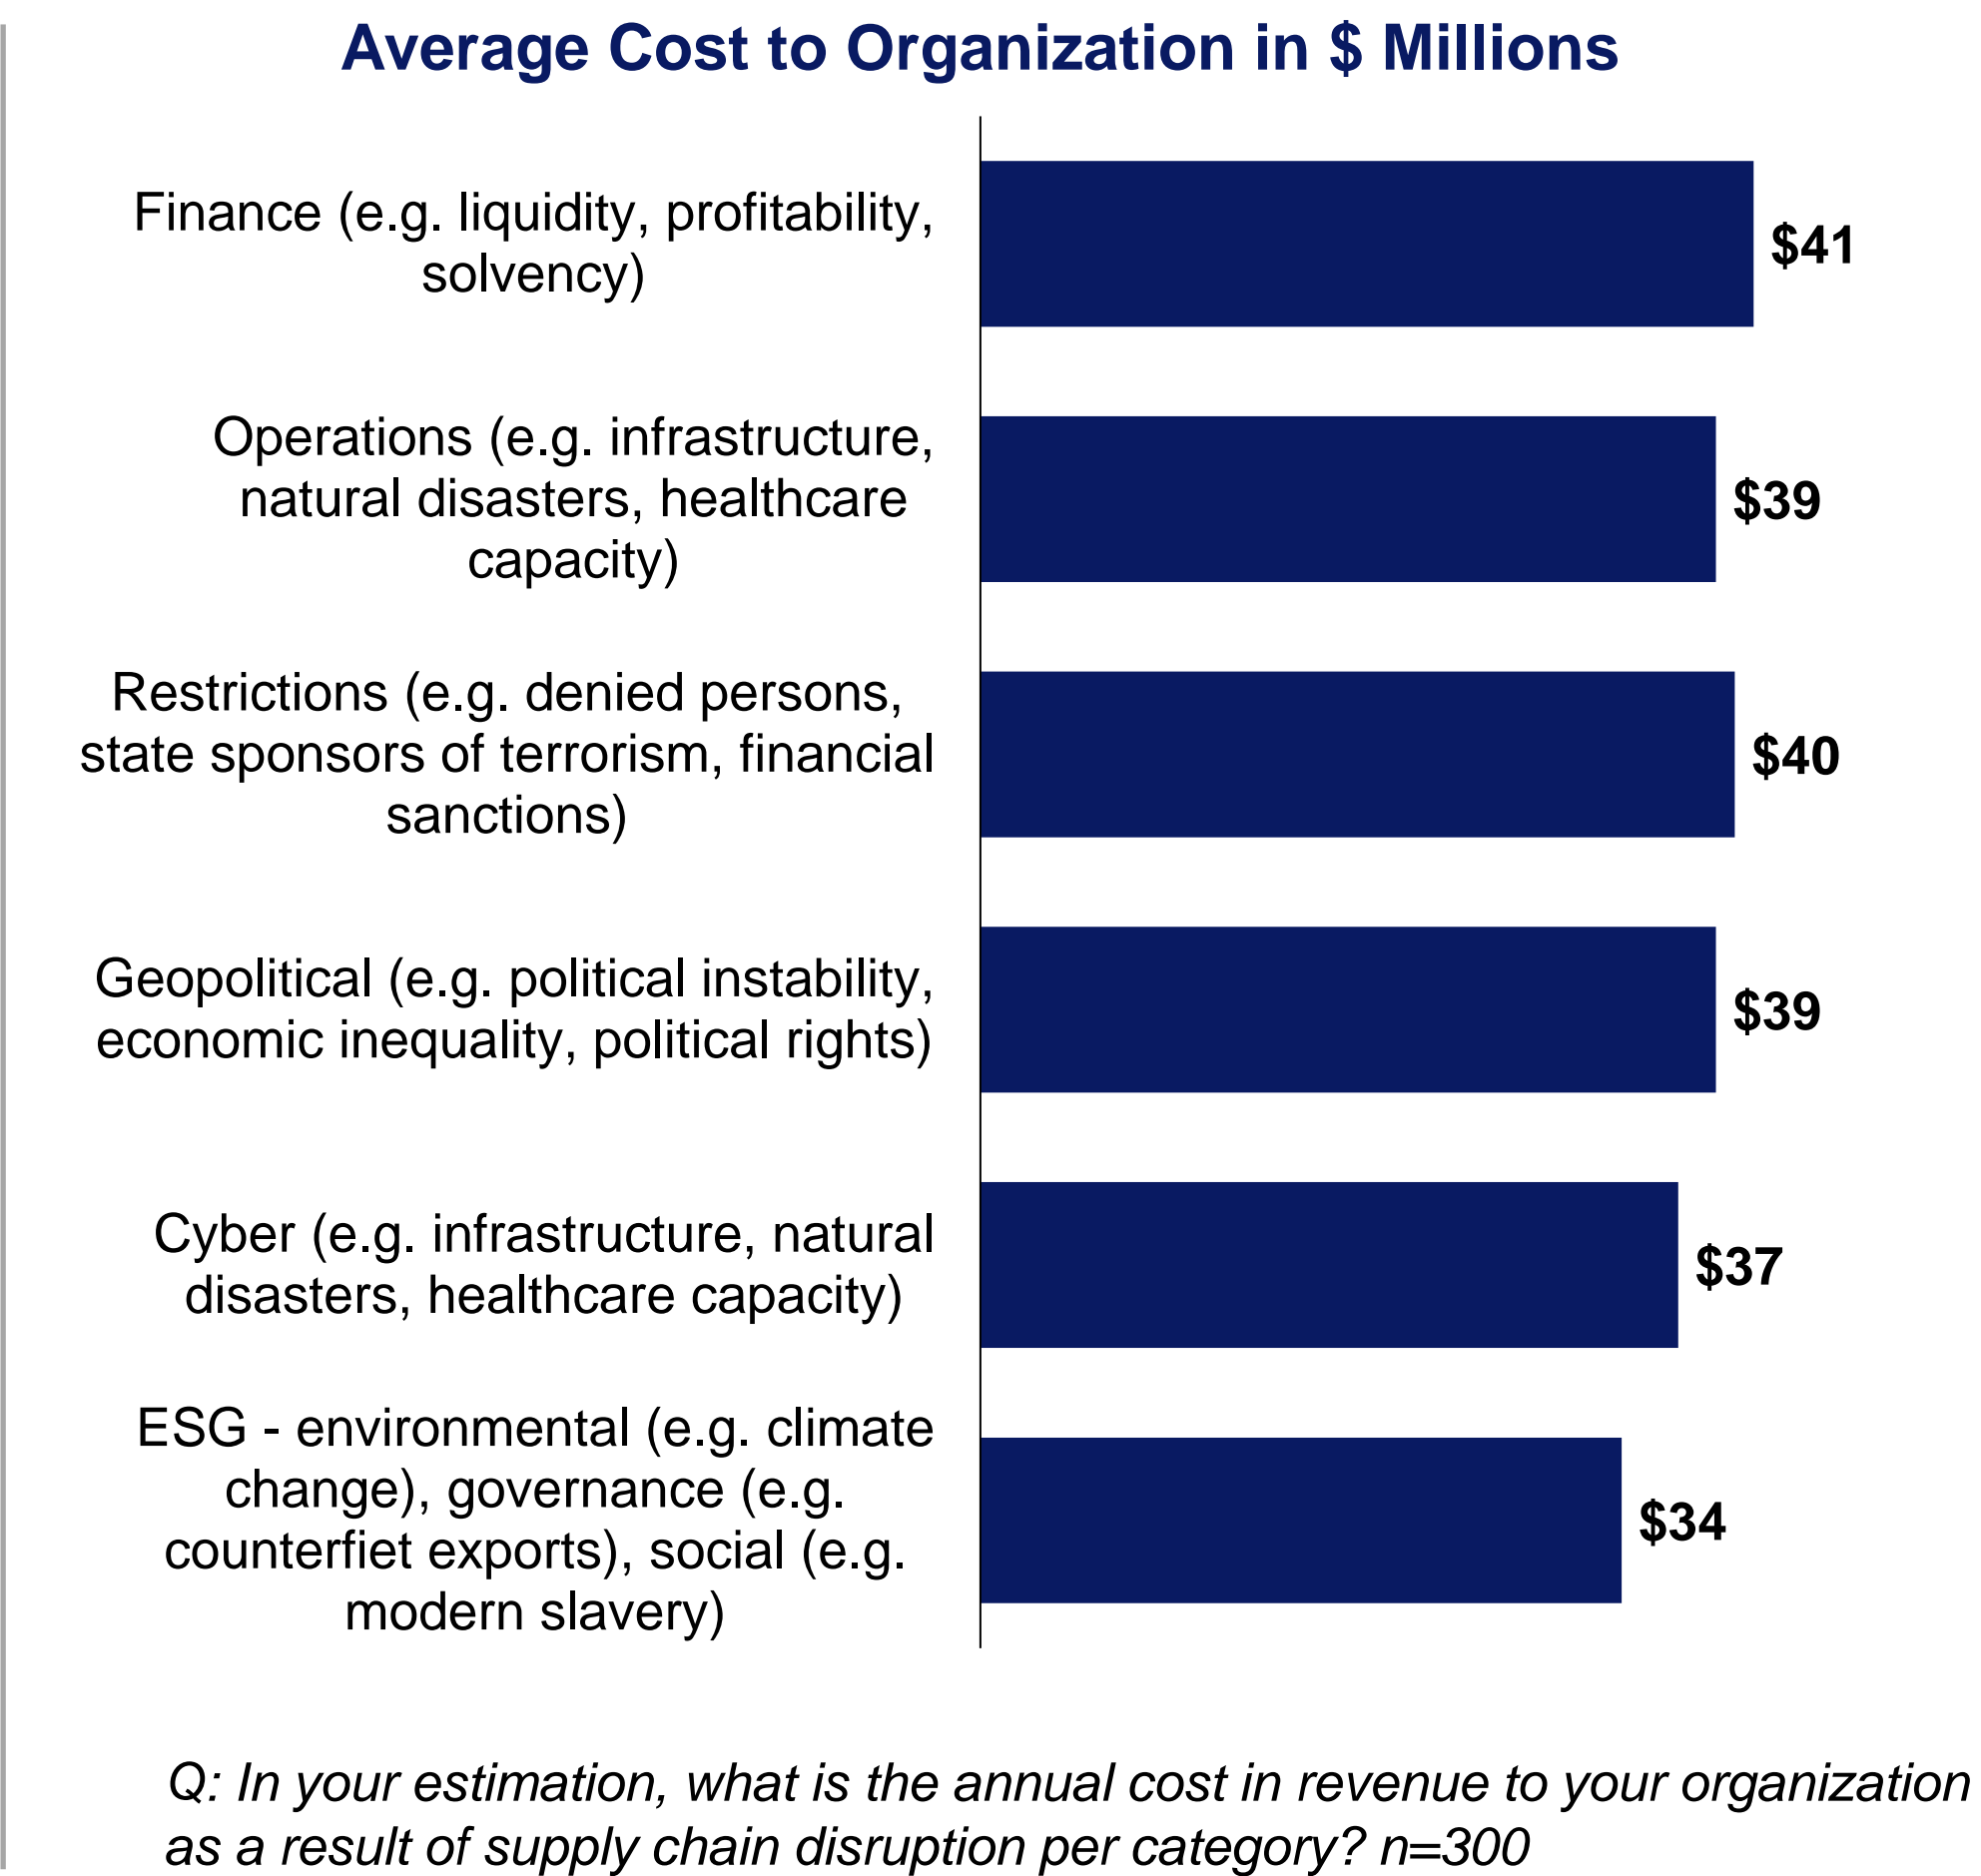 Average Cost to Organization in $ Millions
Finance (e.g. liquidity, profitability,
solvency)
$41
Operations (e.g. infrastructure,
natural disasters, healthcare
capacity)
$39
Restrictions (e.g. denied persons,
state sponsors of terrorism, financial
sanctions)
$40
Geopolitical (e.g. political instability,
economic inequality, political rights)
$39
Cyber (e.g. infrastructure, natural
disasters, healthcare capacity)
$37
ESG - environmental (e.g. climate
change), governance (e.g.
counterfiet exports), social (e.g.
modern slavery)
$34
Q: In your estimation, what is the annual cost in revenue to your organization
as a result of supply chain disruption per category? n=300